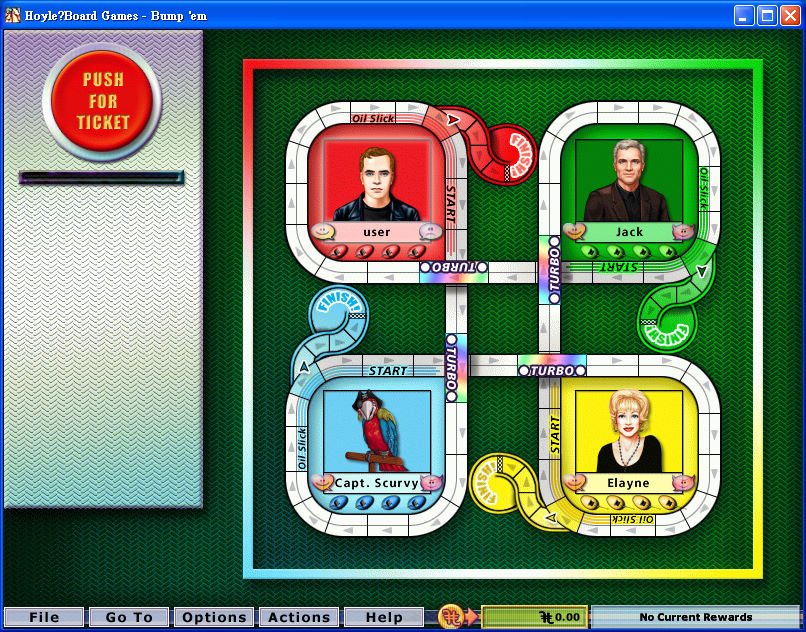 Hoyle?Board Games - Bump 'em
PUSH
FOR
TICKET
Oil Slick
FINISH!
START
user
TURBO
Oil Slick
Jack
START
TURBO
FINISH!
FINISH!
START
TURBO
Oil Slick
Capt. Scurvy
TURBO
START
Elayne
FINISH!
Oil Slick
File
Go To
Options
Actions
Help
0.00
No Current Rewards